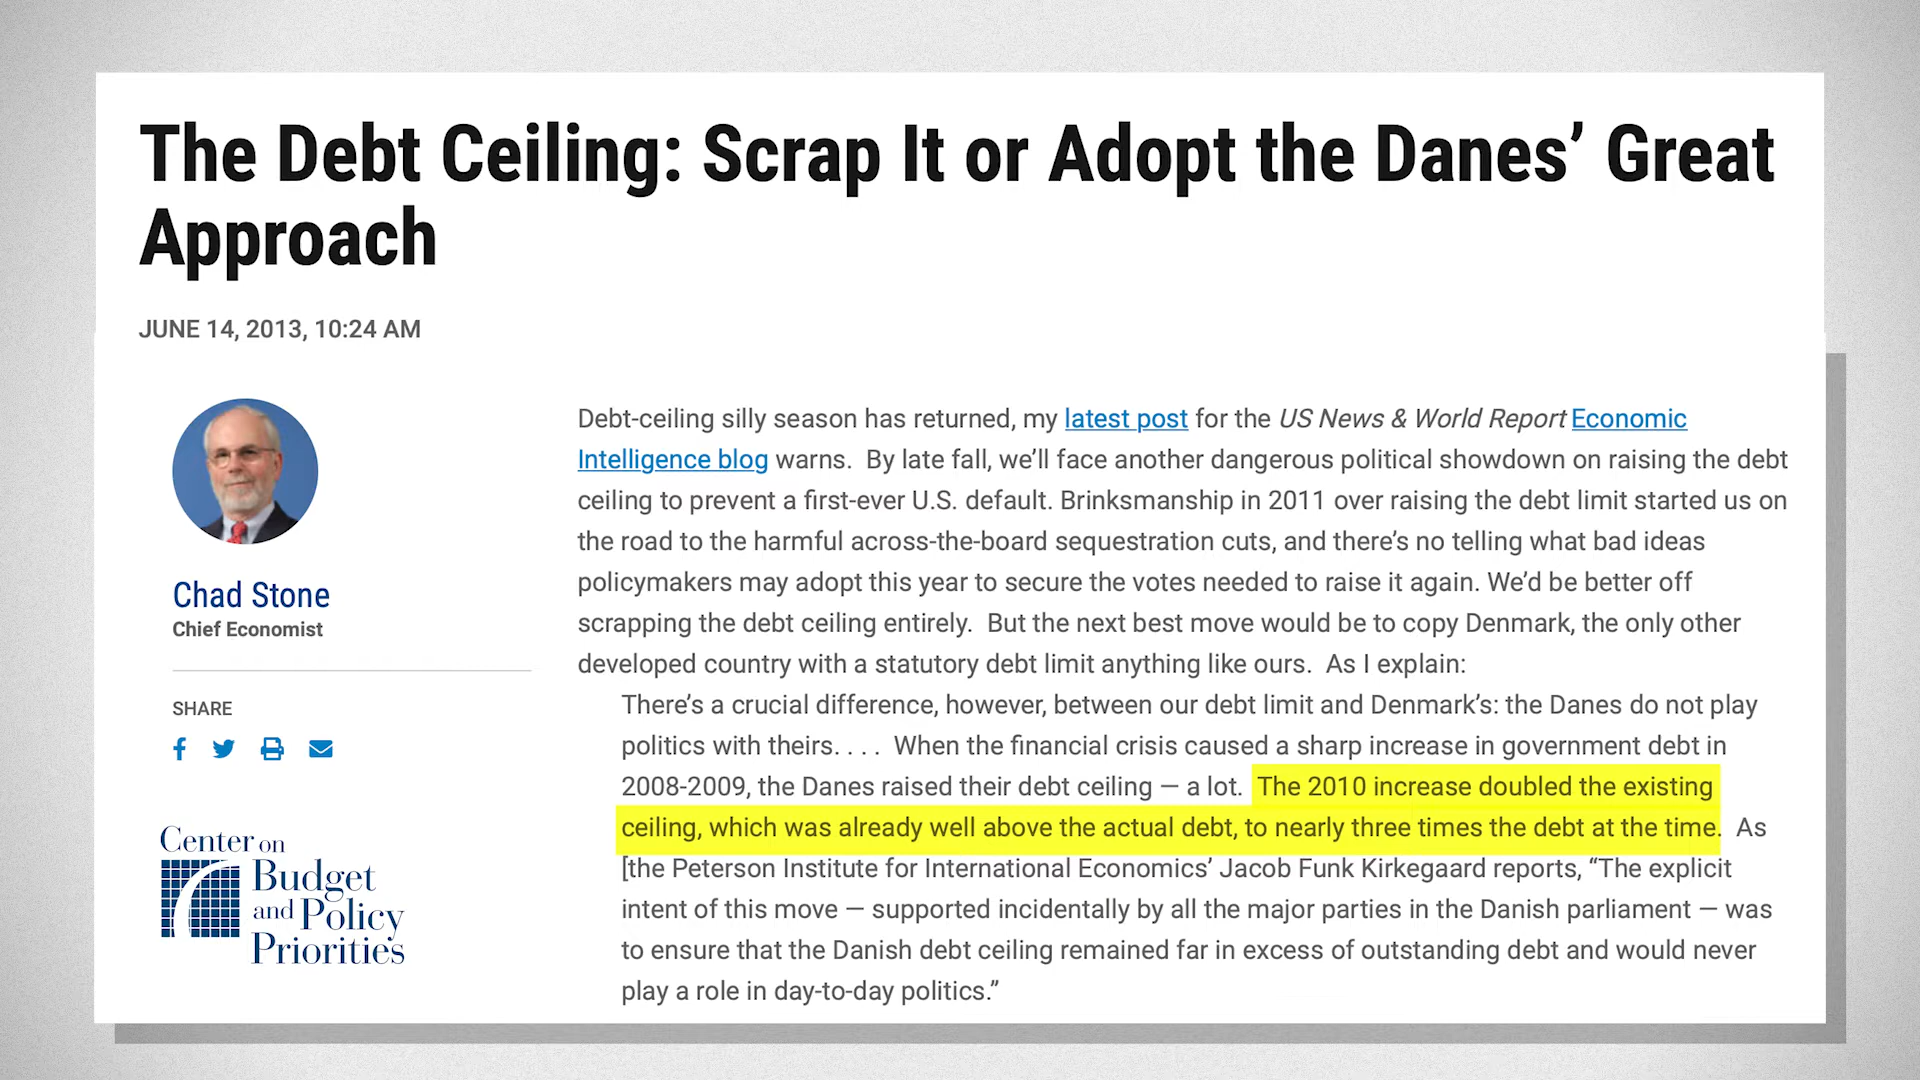 The Debt Ceiling: Scrap It or Adopt the Danes’ Great
Approach
JUNE 14, 2013, 10:24 AM
Chad Stone
Chief Economist
SHARE
Center on
Budget
and Policy
Priorities
Debt-ceiling silly season has returned, my latest post for the US News & World Report Economic
Intelligence blog warns.  By late fall, we’ll face another dangerous political showdown on raising the debt
ceiling to prevent a first-ever U.S. default. Brinksmanship in 2011 over raising the debt limit started us on
the road to the harmful across-the-board sequestration cuts, and there’s no telling what bad ideas
policymakers may adopt this year to secure the votes needed to raise it again. We’d be better off
scrapping the debt ceiling entirely.  But the next best move would be to copy Denmark, the only other
developed country with a statutory debt limit anything like ours.  As I explain:
There’s a crucial difference, however, between our debt limit and Denmark’s: the Danes do not play
politics with theirs. . . .  When the financial crisis caused a sharp increase in government debt in
2008-2009, the Danes raised their debt ceiling — a lot.  The 2010 increase doubled the existing
ceiling, which was already well above the actual debt, to nearly three times the debt at the time.  As
[the Peterson Institute for International Economics’ Jacob Funk Kirkegaard reports, “The explicit
intent of this move — supported incidentally by all the major parties in the Danish parliament — was
to ensure that the Danish debt ceiling remained far in excess of outstanding debt and would never
play a role in day-to-day politics.”